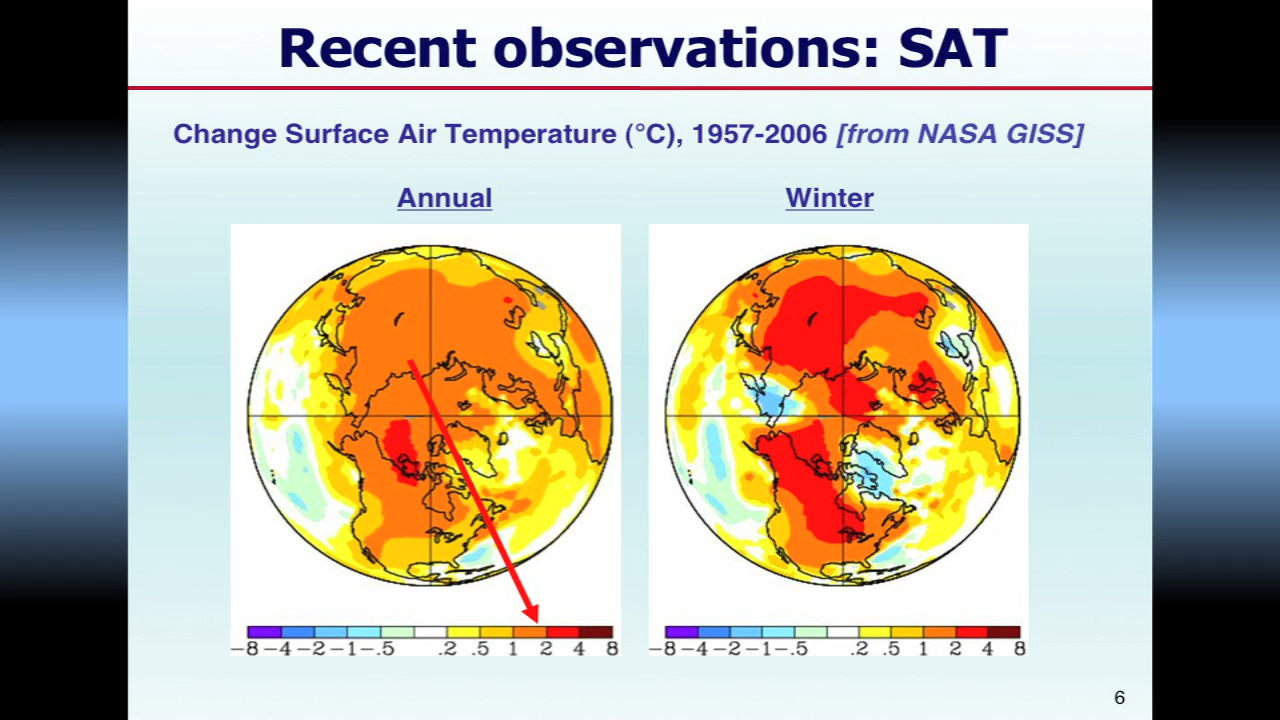 Recent observations: SAT
Change Surface Air Temperature (°C), 1957-2006 [from NASA GISS]
Annual
Winter
-8 -4 -2 -1 -.5 .2 .5 1 2 4 8
-8 -4 -2 -1 -.5 .2 .5 1 2 4 8
6